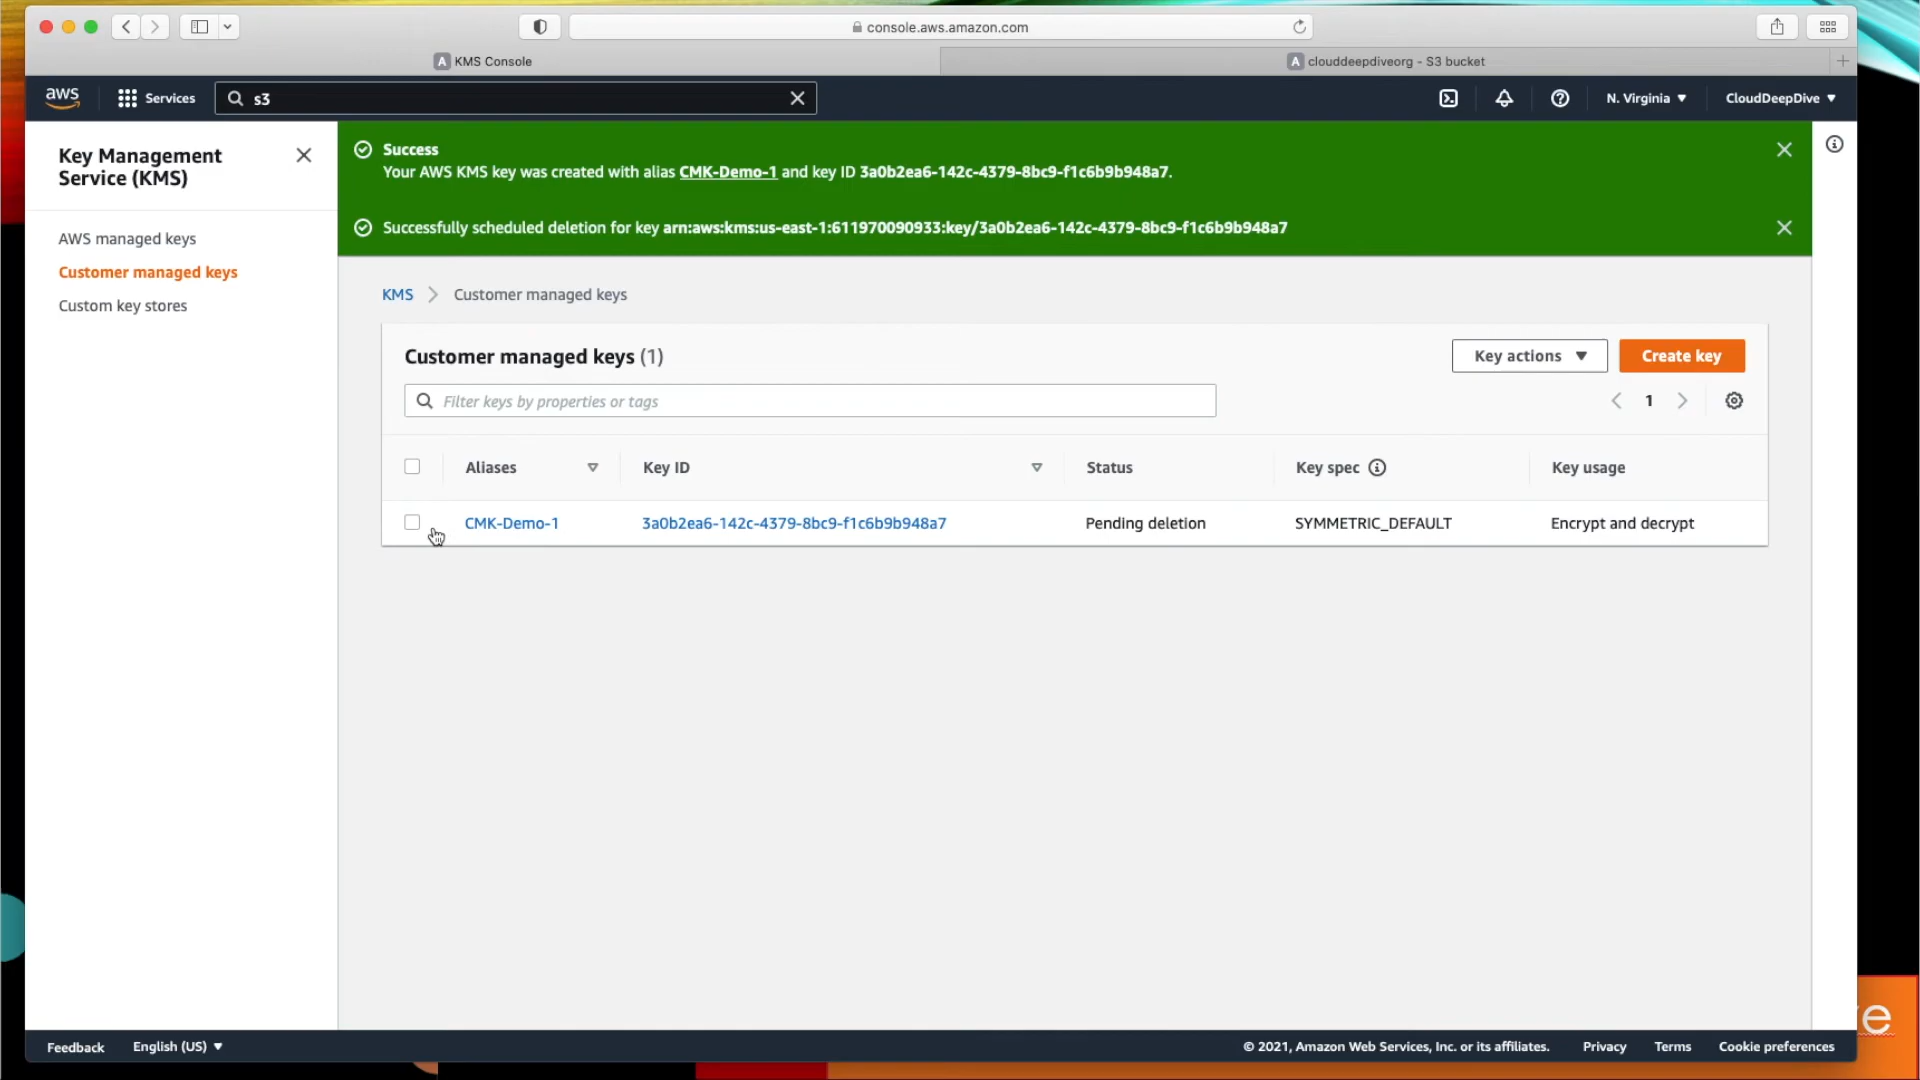 console.aws.amazon.com
A KMS Console
A clouddeepdiveorg - S3 bucket
aws
Services
s3
N. Virginia
CloudDeepDive
Key Management
Service (KMS)
AWS managed keys
Customer managed keys
Custom key stores
Success
Your AWS KMS key was created with alias CMK-Demo-1 and key ID 3a0b2ea6-142c-4379-8bc9-f1c6b9b948a7.
Successfully scheduled deletion for key arn:aws:kms:us-east-1:611970090933:key/3a0b2ea6-142c-4379-8bc9-f1c6b9b948a7
KMS Customer managed keys
Customer managed keys (1)
Key actions
Create key
Filter keys by properties or tags
1
Aliases Key ID Status Key spec Key usage
CMK-Demo-1 3a0b2ea6-142c-4379-8bc9-f1c6b9b948a7 Pending deletion SYMMETRIC_DEFAULT Encrypt and decrypt
Feedback English (US) © 2021, Amazon Web Services, Inc. or its affiliates. Privacy Terms Cookie preferences